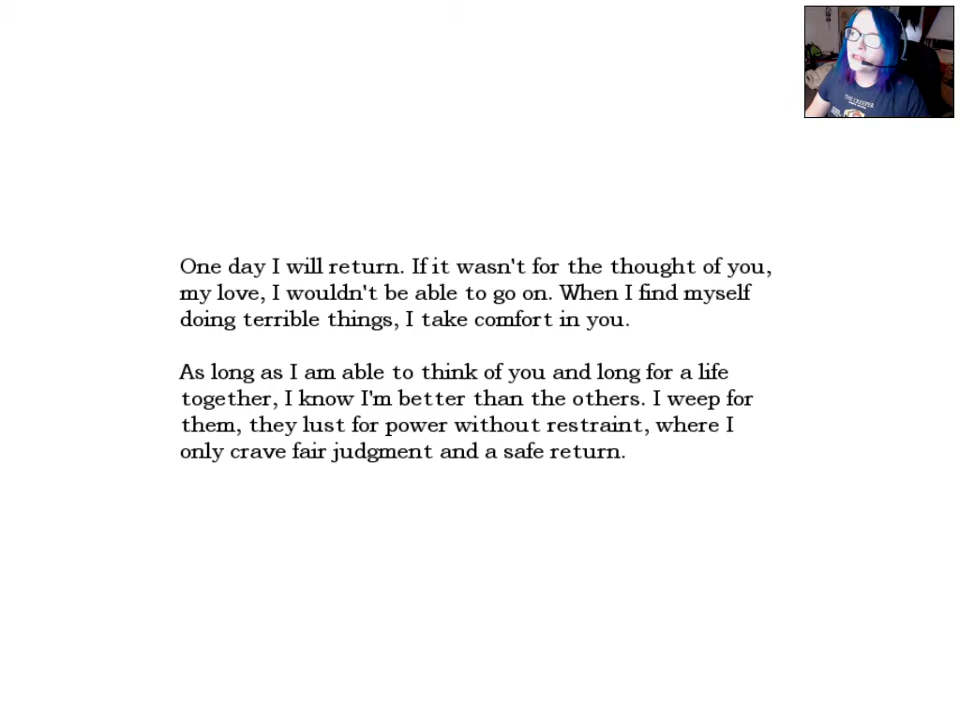 One day I will return. If it wasn't for the thought of you,
my love, I wouldn't be able to go on. When I find myself
doing terrible things, I take comfort in you.
As long as I am able to think of you and long for a life
together, I know I'm better than the others. I weep for
them, they lust for power without restraint, where I
only crave fair judgment and a safe return.
THE CREEPER